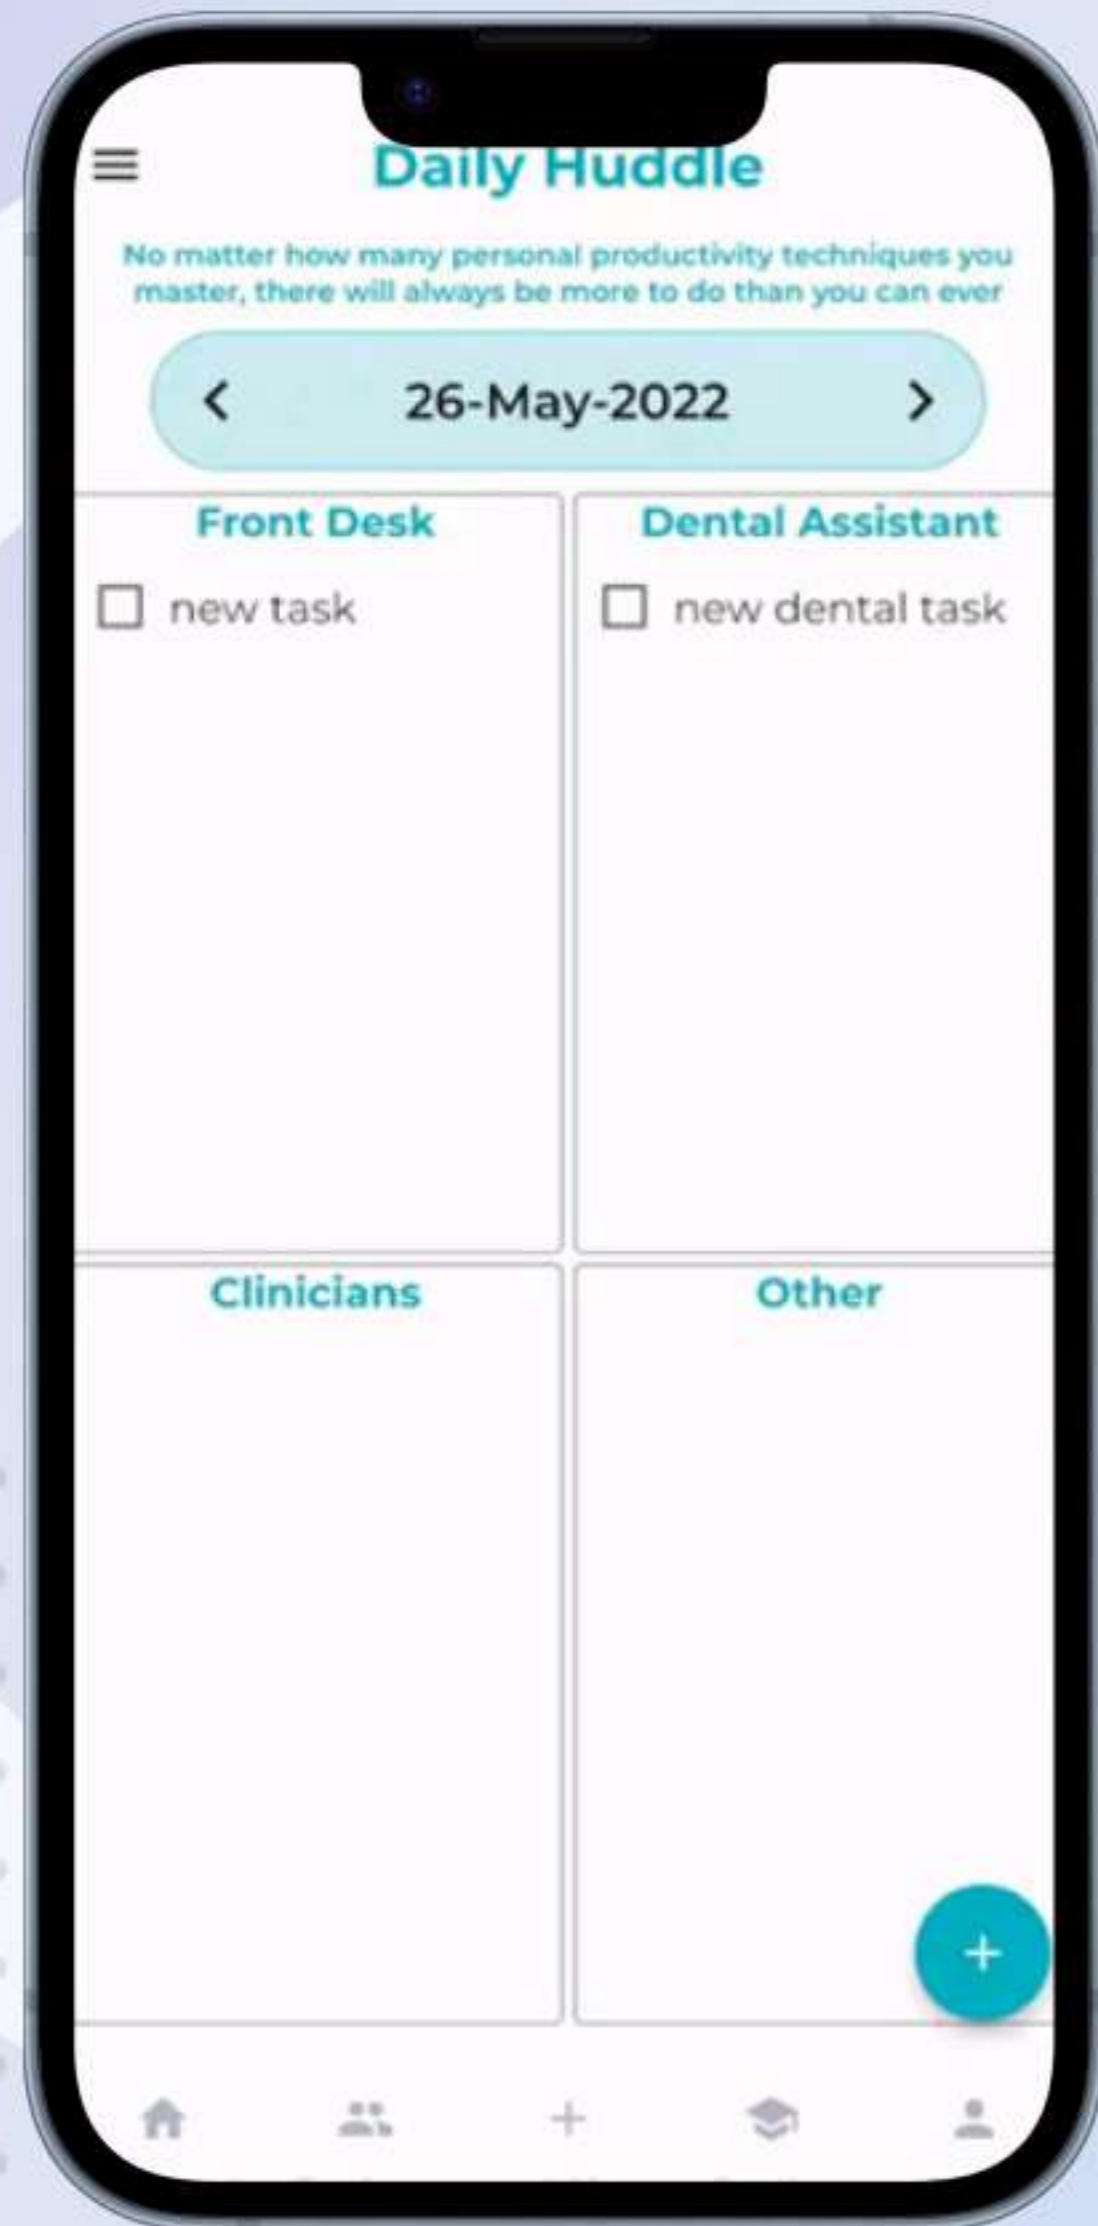 Daily Huddle
No matter how many personal productivity techniques you
master, there will always be more to do than you can ever
26-May-2022
Front Desk
new task
Dental Assistant
new dental task
Clinicians
Other